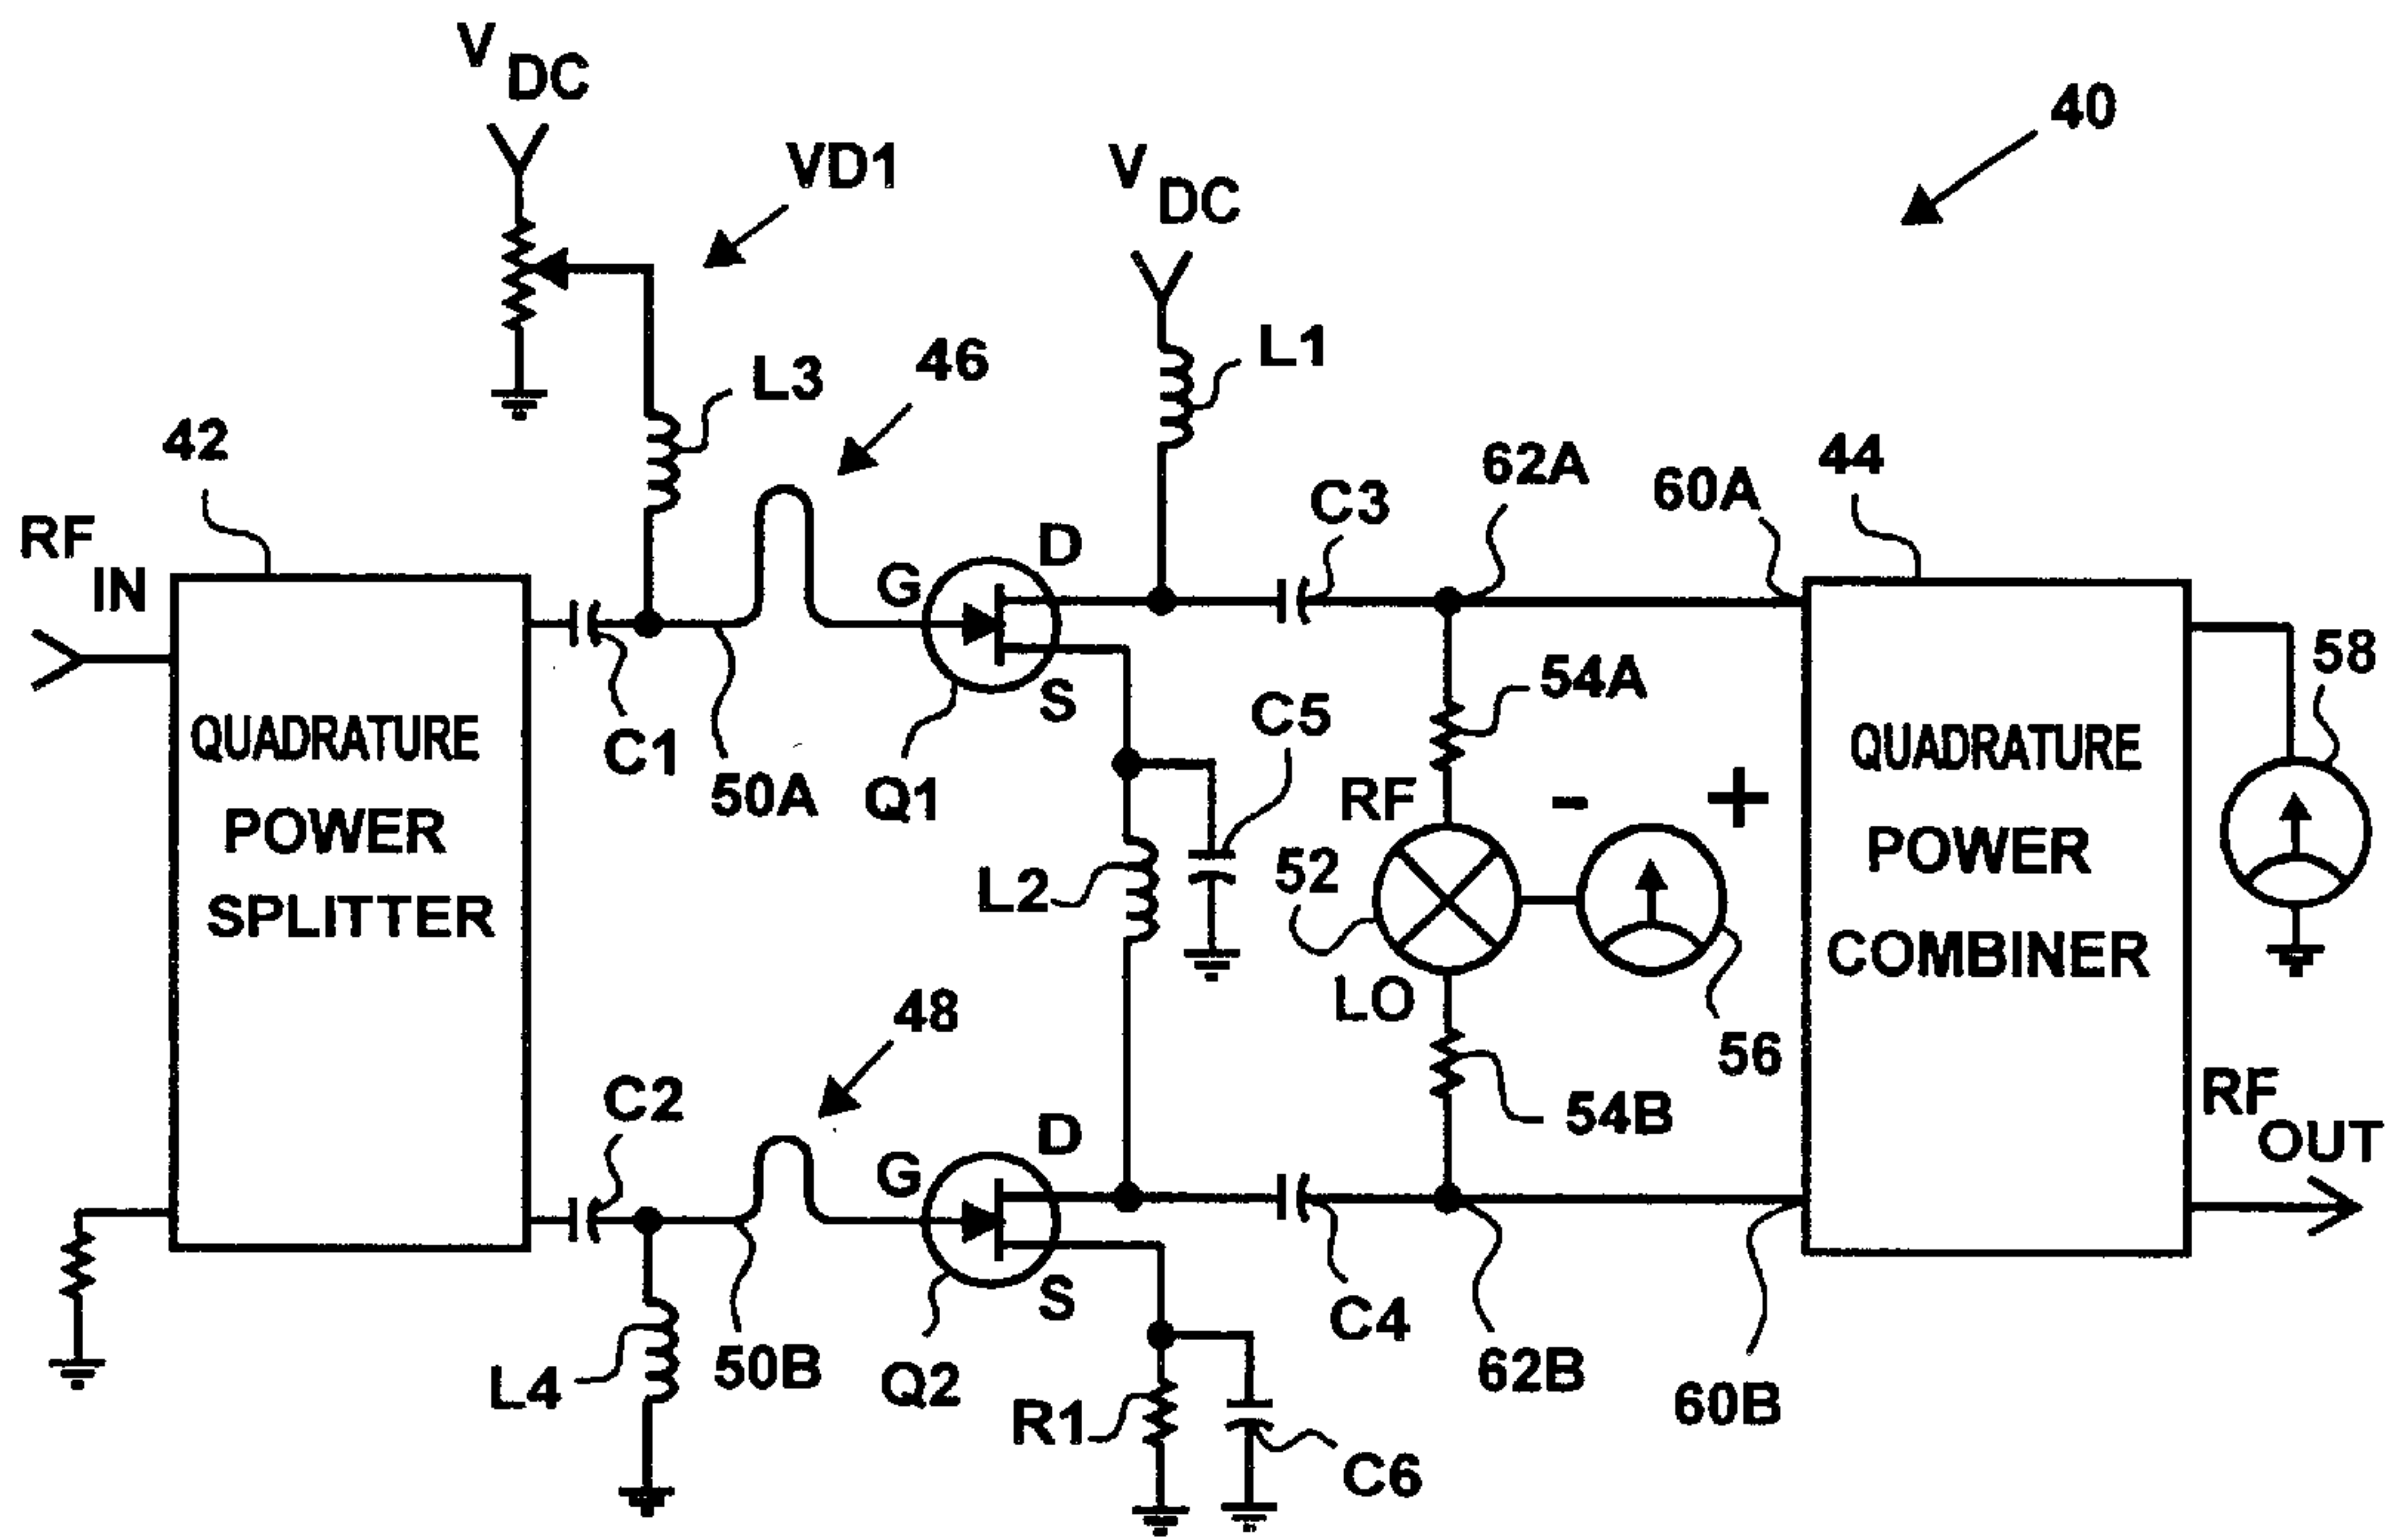 V DC
VD1
V DC
40
L1
L3
46
42
62A
60A
44
C3
RF IN
D
G
58
54A
S
C5
QUADRATURE
POWER
SPLITTER
C1
50A
Q1
RF
-
+
QUADRATURE
POWER
COMBINER
52
L2
LO
48
56
C2
D
54B
RF OUT
G
S
C4
L4
50B
Q2
62B
60B
R1
C6